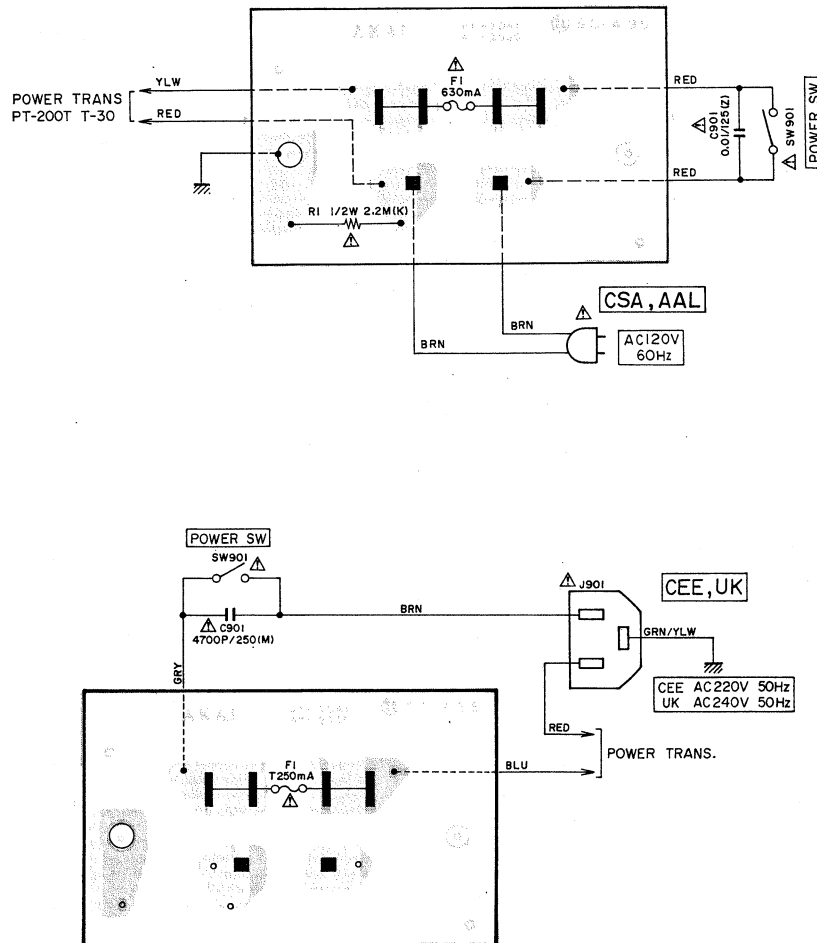 AKAI
F1
630mA
YLW
RED
POWER TRANS
PT-200T T-30
RED
RED
C901
0.01/125(Z)
SW901
POWER SW
R1 1/2W 2.2M(K)
BRN
BRN
CSA, AAL
AC120V
60Hz
POWER SW
SW901
C901
4700P/250(M)
BRN
J901
CEE, UK
GRN/YLW
CEE AC220V 50Hz
UK AC240V 50Hz
GRY
RED
POWER TRANS.
BLU
AKAI
F1
T250mA